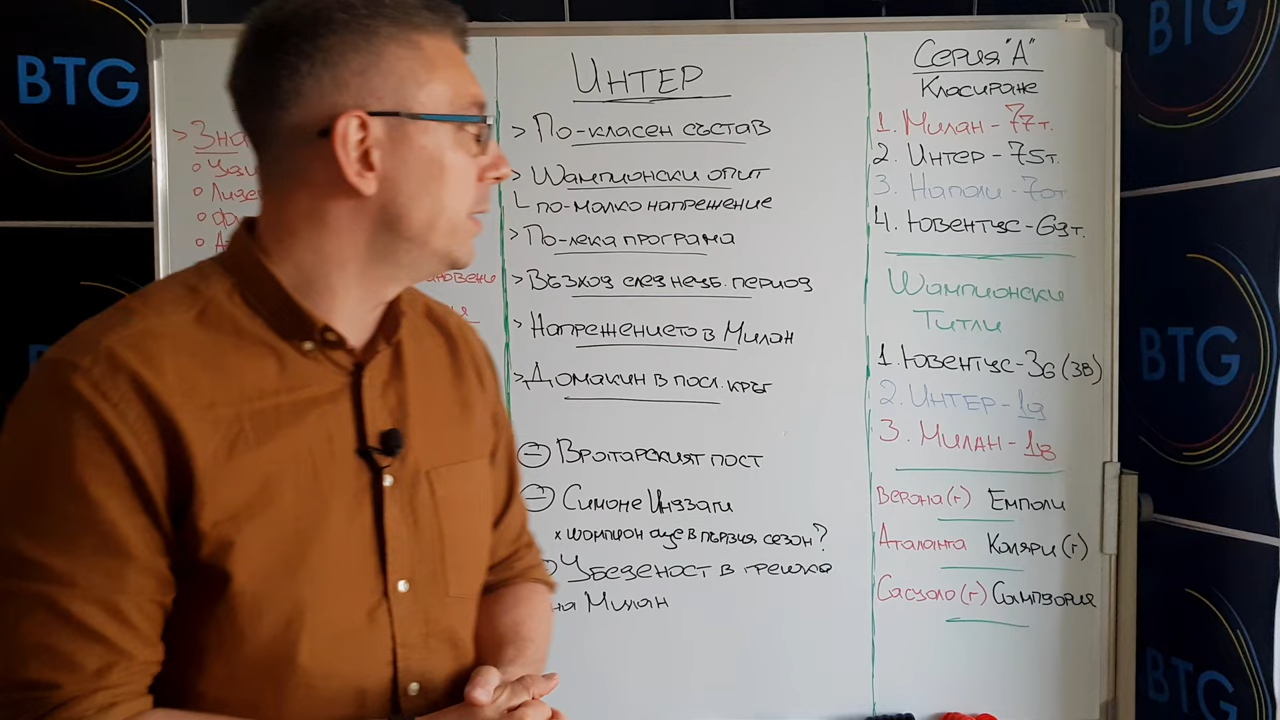 BTG
ИНТЕР
> По-класен състав
> Шампионски опит
по-малко напрежение
> По-лека програма
> Възход след неуб. период
> Напрежението в Милан
> Домакин в посл. кръг
Вратарският пост
Симоне Индзаги
x шампион още в първия сезон?
Убеденост в грешка
на Милан
Серия "А"
Класиране
1. Милан - 77т.
2. Интер - 75т.
3. Наполи - 70т.
4. Ювентус - 69т.
Шампионски
Титли
1. Ювентус - 36 (38)
2. Интер - 19
3. Милан - 18
Верона (г) Емполи
Аталанта Каляри (г)
Сасуоло (г) Сампдория
BTG
BTG
BTG